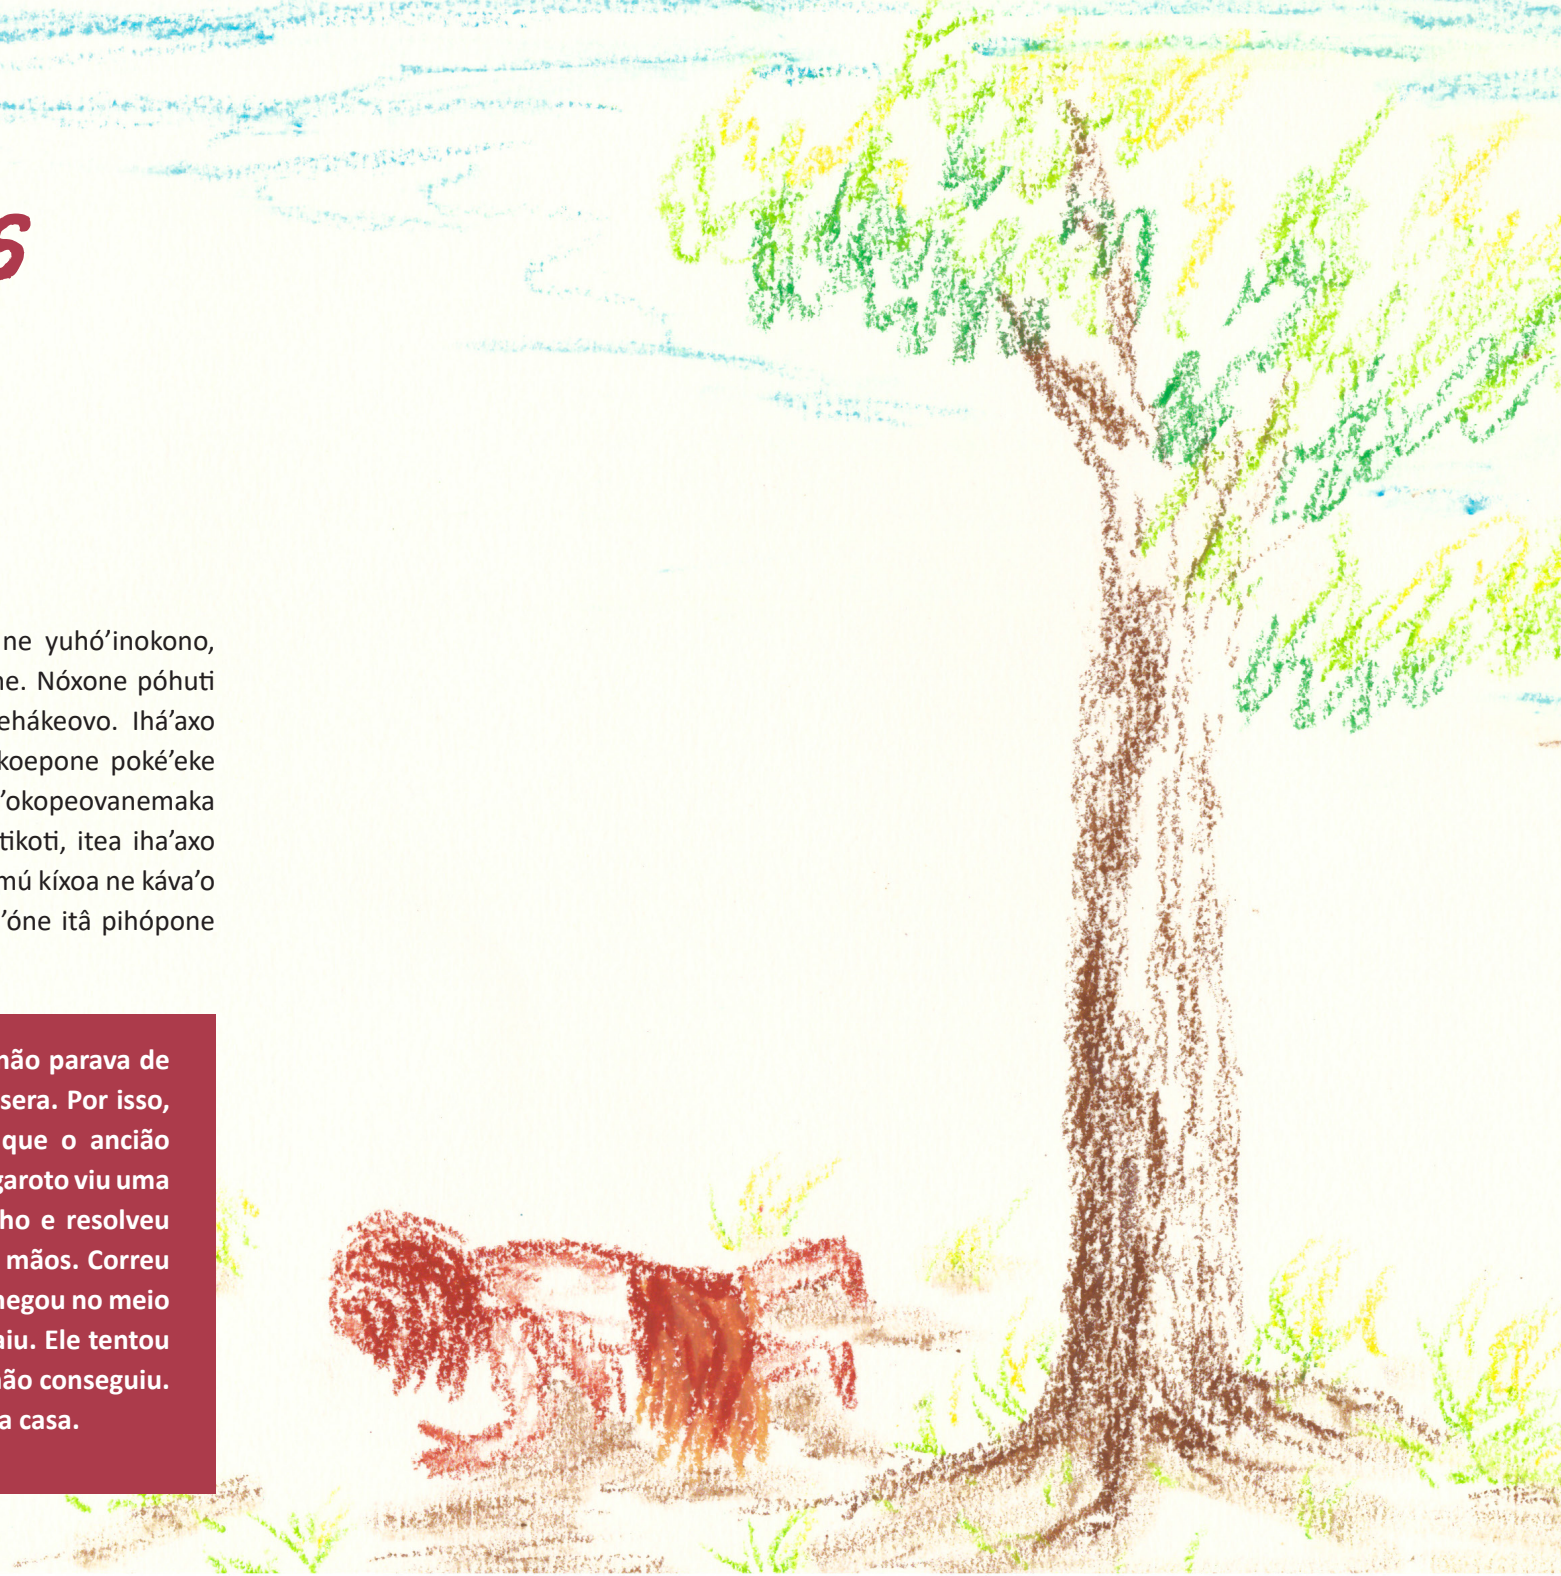 S
ne yuhó’inokono,
ne. Nóxone póhuti
ehákeovo. Ihá’axo
koepone poké’eke
’okopeovanemaka
tikoti, itea iha’axo
mú kíxoa ne káva’o
’óne itâ pihópone
não parava de
sera. Por isso,
que o ancião
garoto viu uma
ho e resolveu
mãos. Correu
hegou no meio
aiu. Ele tentou
não conseguiu.
a casa.